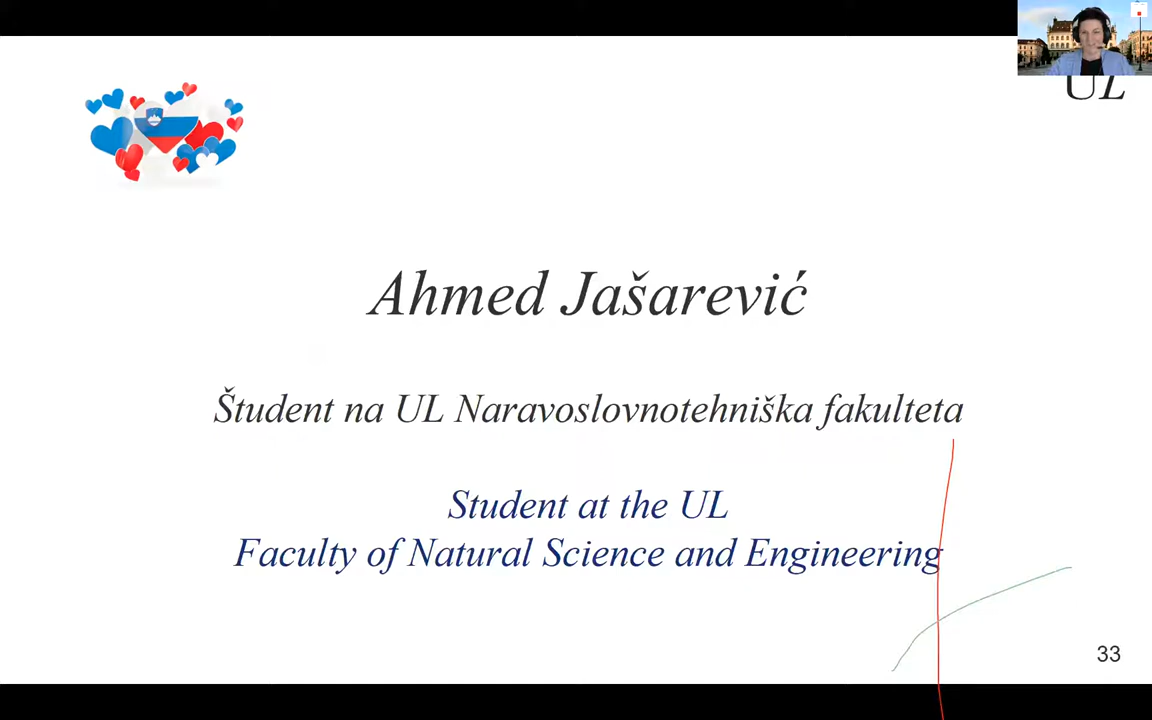 UL
Ahmed Jašarević
Študent na UL Naravoslovnotehniška fakulteta
Student at the UL
Faculty of Natural Science and Engineering
33